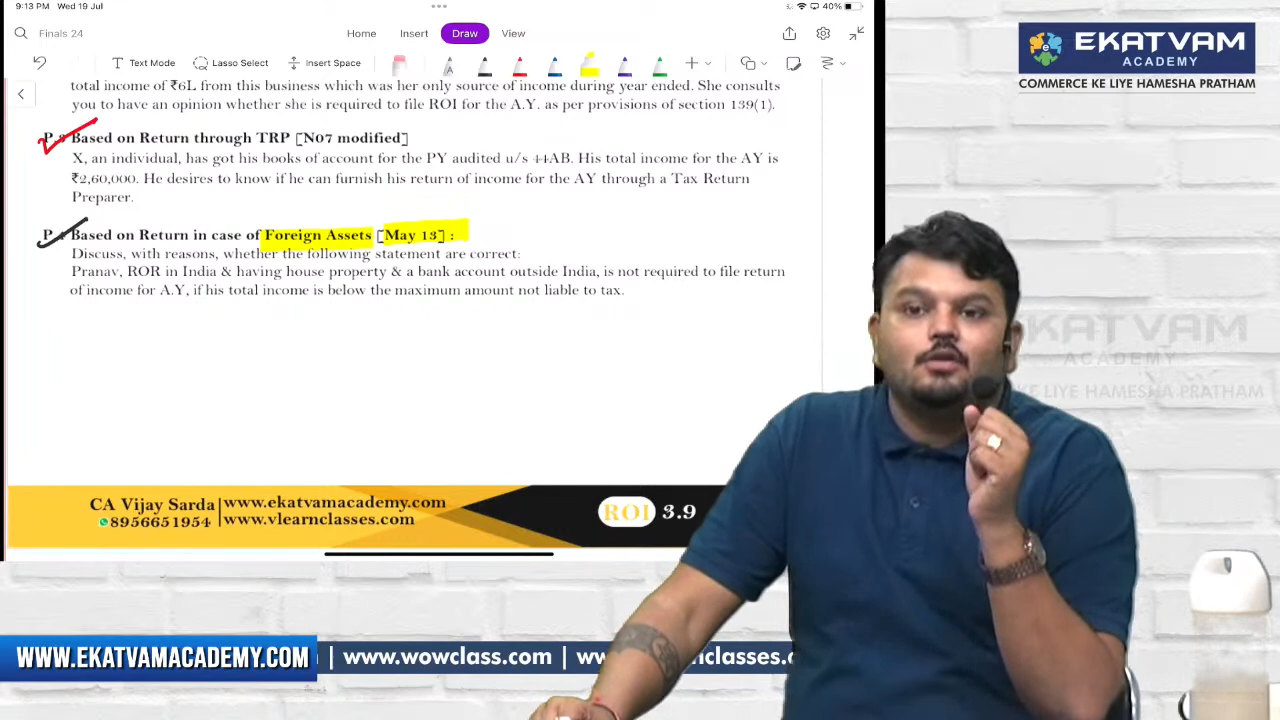 9:13 PM Wed 19 Jul
40%
Finals 24
Home Insert Draw View
Text Mode Lasso Select Insert Space
total income of ₹6L from this business which was her only source of income during year ended. She consults
you to have an opinion whether she is required to file ROI for the A.Y. as per provisions of section 139(1).
Based on Return through TRP [N07 modified]
X, an individual, has got his books of account for the PY audited u/s 44AB. His total income for the AY is
₹2,60,000. He desires to know if he can furnish his return of income for the AY through a Tax Return
Preparer.
Based on Return in case of Foreign Assets [May 13] :
Discuss, with reasons, whether the following statement are correct:
Pranav, ROR in India & having house property & a bank account outside India, is not required to file return
of income for A.Y, if his total income is below the maximum amount not liable to tax.
CA Vijay Sarda | www.ekatvamacademy.com
8956651954 | www.vlearnclasses.com
ROI 3.9
EKATVAM
ACADEMY
COMMERCE KE LIYE HAMESHA PRATHAM
EKATVAM
ACADEMY
KE LIYE HAMESHA PRATHAM
WWW.EKATVAMACADEMY.COM
| www.wowclass.com |